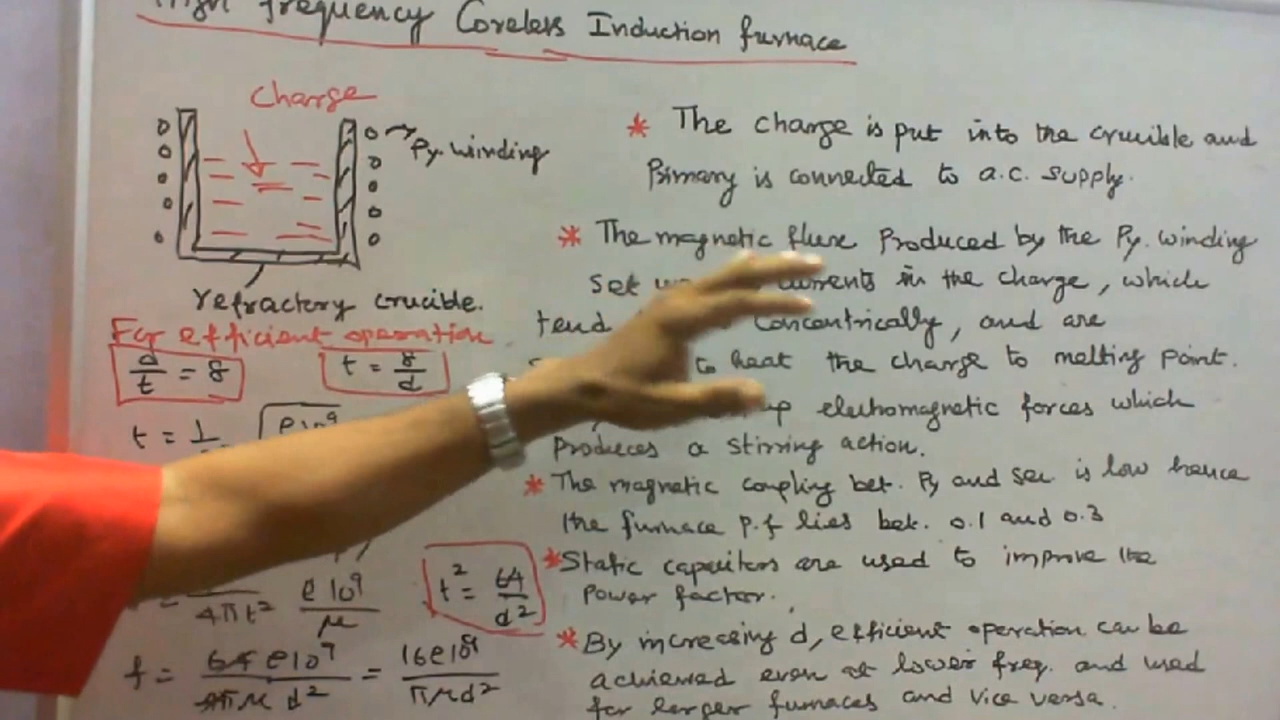 High frequency Coreless Induction furnace
Charge
Py. winding
refractory crucible.
For efficient operation
d/t = 8
t = 8/d
t = 1/
ρ10⁹
4πt² ρ10⁹/μ
t² = 64/d²
f = 64ρ10⁹/4πμd² = 16ρ10⁹/πμd²
* The charge is put into the crucible and
Primary is connected to a.c. supply.
* The magnetic flux Produced by the Py. winding
Set currents in the charge, which
tend concentrically, and are
to heat the charge to melting point.
up electromagnetic forces which
produces a stirring action.
* The magnetic coupling bet. Py and sec is low hence
the furnace p.f lies bet. 0.1 and 0.3
* Static capacitors are used to improve the
power factor.
* By increasing d, efficient operation can be
achieved even at lower freq. and used
for larger furnaces and vice versa.